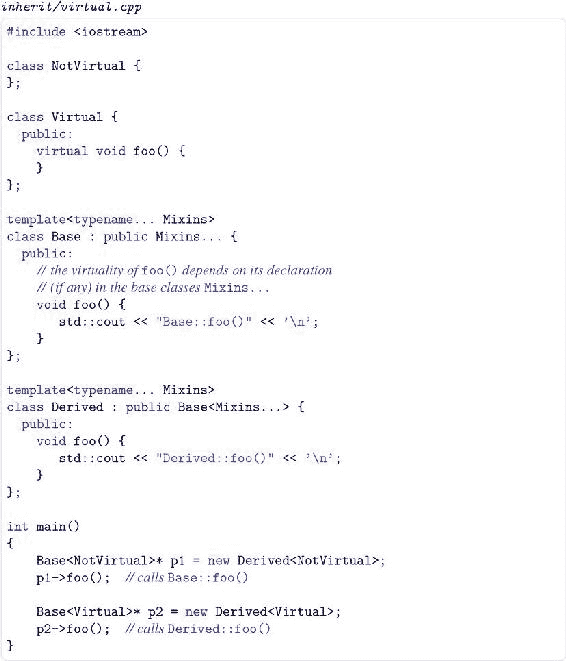 inherit/virtual.cpp
#include <iostream>
class NotVirtual {
};
class Virtual {
public:
virtual void foo() {
}
};
template<typename... Mixins>
class Base : public Mixins... {
public:
// the virtuality of foo() depends on its declaration
// (if any) in the base classes Mixins...
void foo() {
std::cout << "Base::foo()" << '\n';
}
};
template<typename... Mixins>
class Derived : public Base<Mixins...> {
public:
void foo() {
std::cout << "Derived::foo()" << '\n';
}
};
int main()
{
Base<NotVirtual>* p1 = new Derived<NotVirtual>;
p1->foo(); // calls Base::foo()
Base<Virtual>* p2 = new Derived<Virtual>;
p2->foo(); // calls Derived::foo()
}